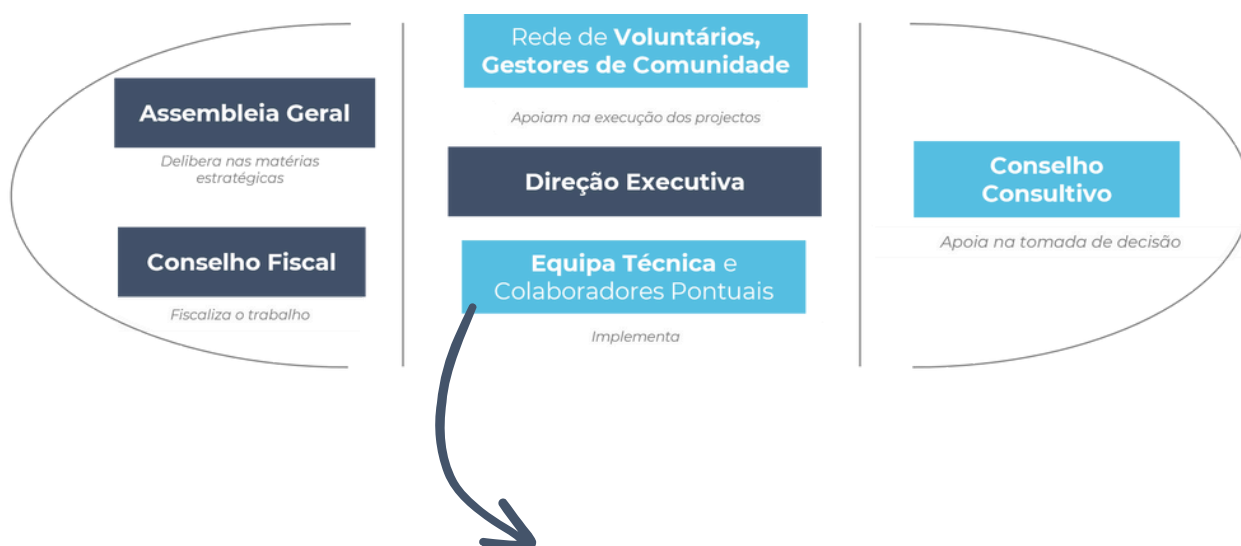 Assembleia Geral
Delibera nas matérias
estratégicas
Conselho Fiscal
Fiscaliza o trabalho
Rede de Voluntários,
Gestores de Comunidade
Apoiam na execução dos projectos
Direção Executiva
Equipa Técnica e
Colaboradores Pontuais
Implementa
Conselho
Consultivo
Apoia na tomada de decisão